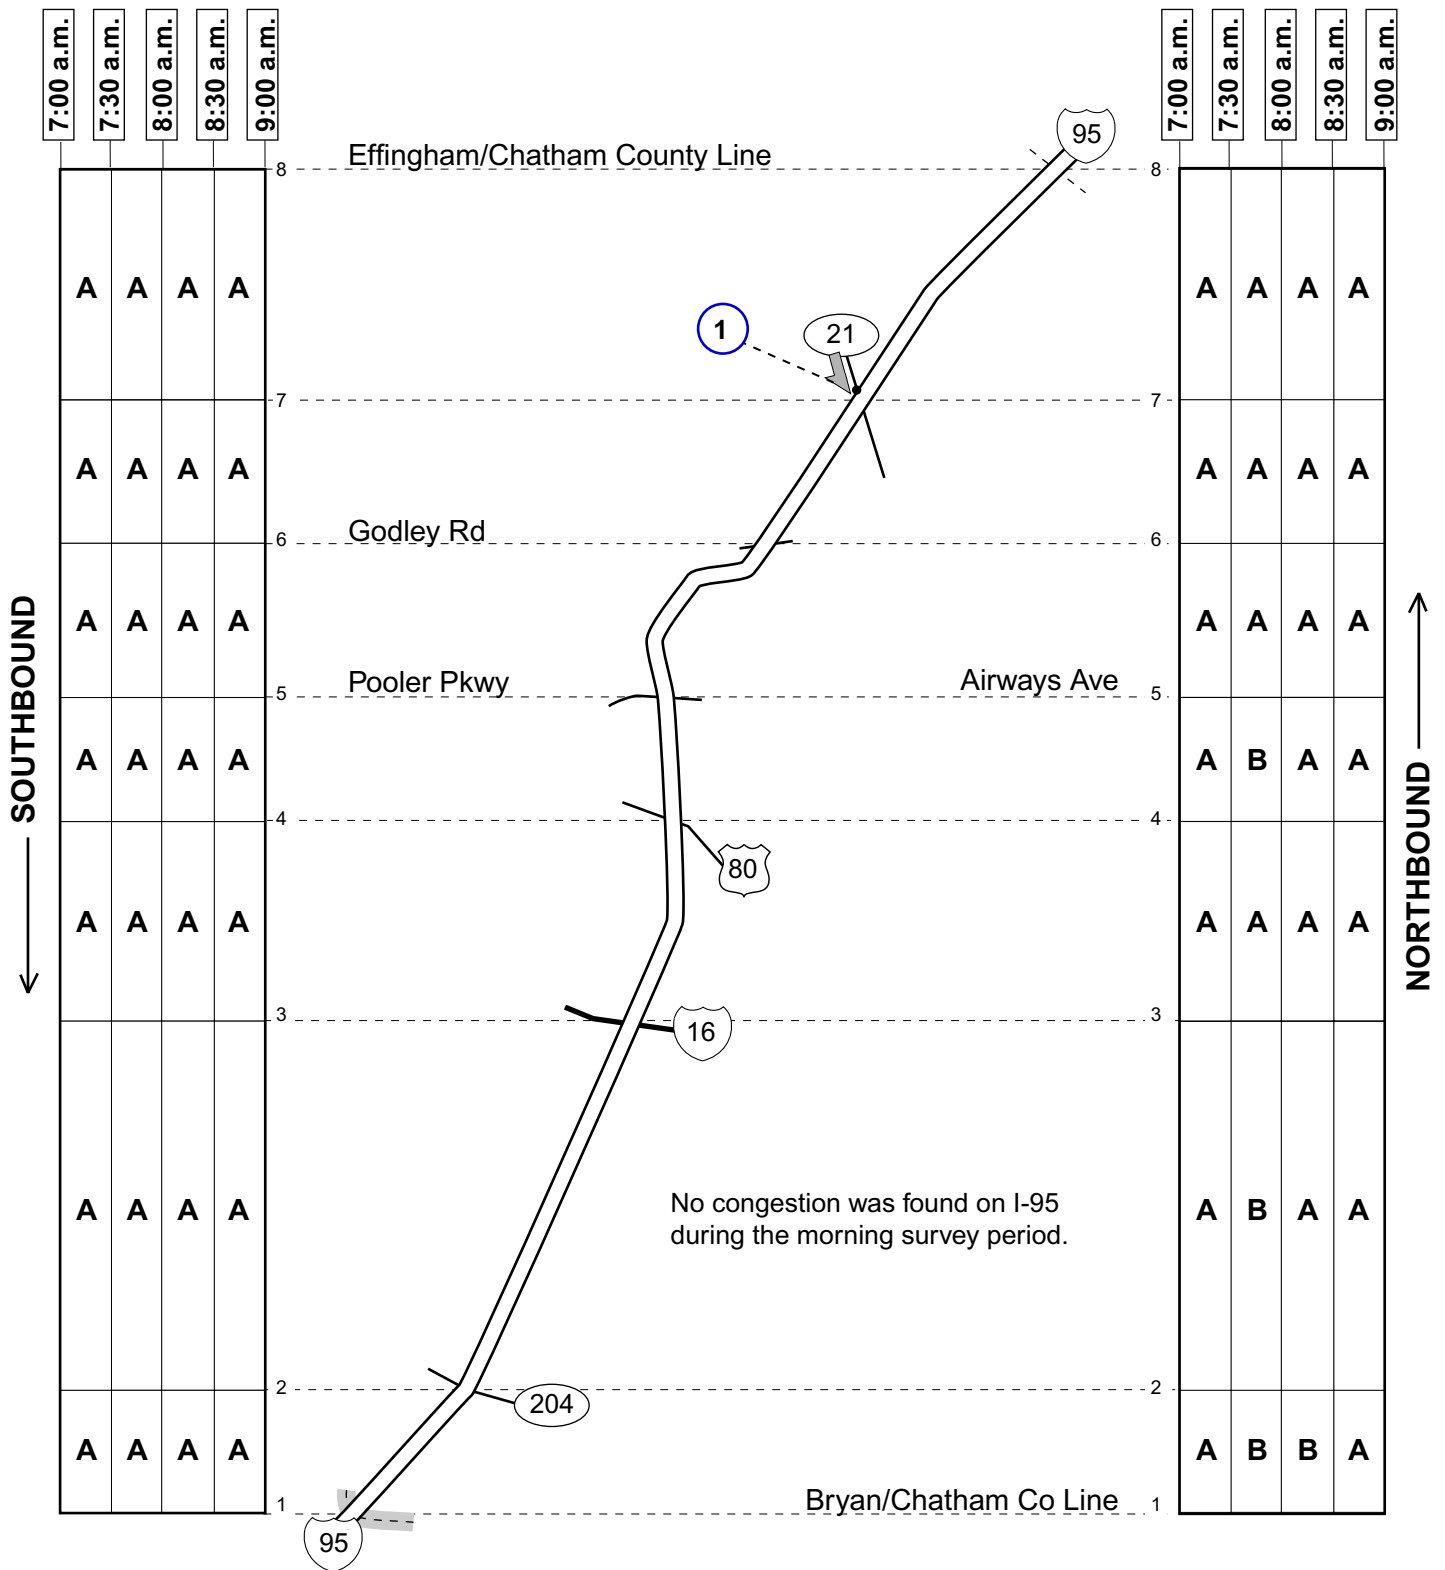 7:00 a.m. 7:30 a.m. 8:00 a.m. 8:30 a.m. 9:00 a.m. 7:00 a.m. 7:30 a.m. 8:00 a.m. 8:30 a.m. 9:00 a.m.
95
8 Effingham/Chatham County Line 8
A A A A A A A A
1 21
7 7
A A A A A A A A
6 Godley Rd 6
SOUTHBOUND
A A A A A A A A
5 Pooler Pkwy Airways Ave 5
A A A A A B A A
NORTHBOUND
4 4
80
A A A A A A A A
3 3
16
A A A A A B A A
No congestion was found on I-95
during the morning survey period.
2 2
204
A A A A A B B A
1 Bryan/Chatham Co Line 1
95